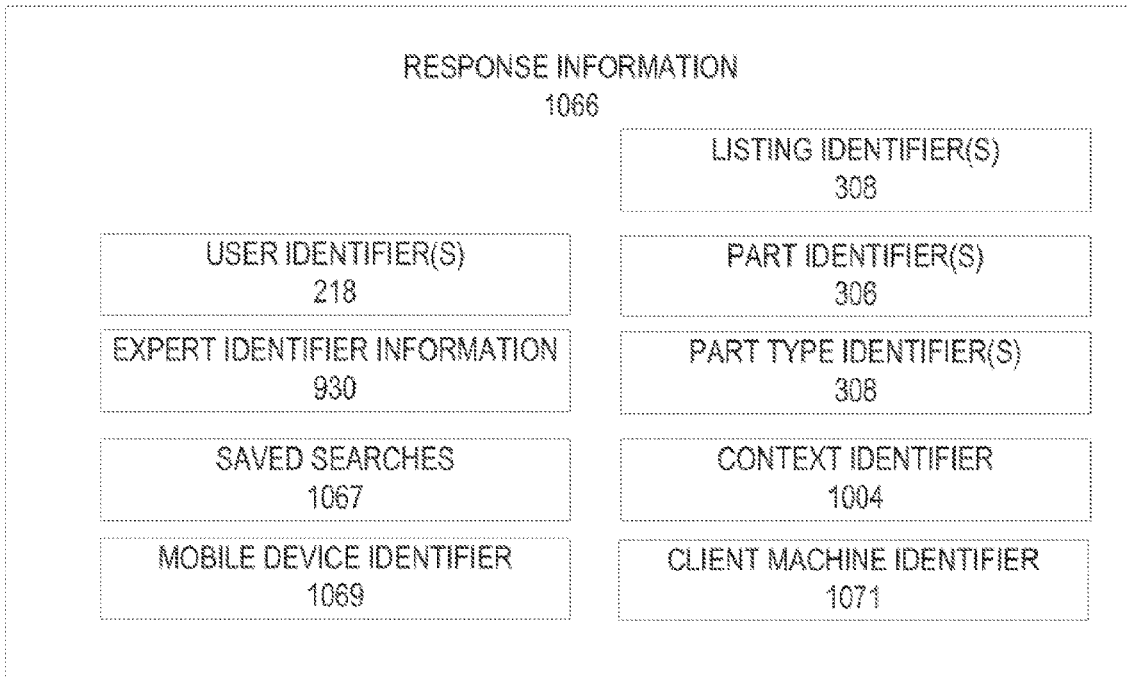 RESPONSE INFORMATION
1066
LISTING IDENTIFIER(S)
308
USER IDENTIFIER(S)
218
PART IDENTIFIER(S)
306
EXPERT IDENTIFIER INFORMATION
930
PART TYPE IDENTIFIER(S)
308
SAVED SEARCHES
1067
CONTEXT IDENTIFIER
1004
MOBILE DEVICE IDENTIFIER
1069
CLIENT MACHINE IDENTIFIER
1071